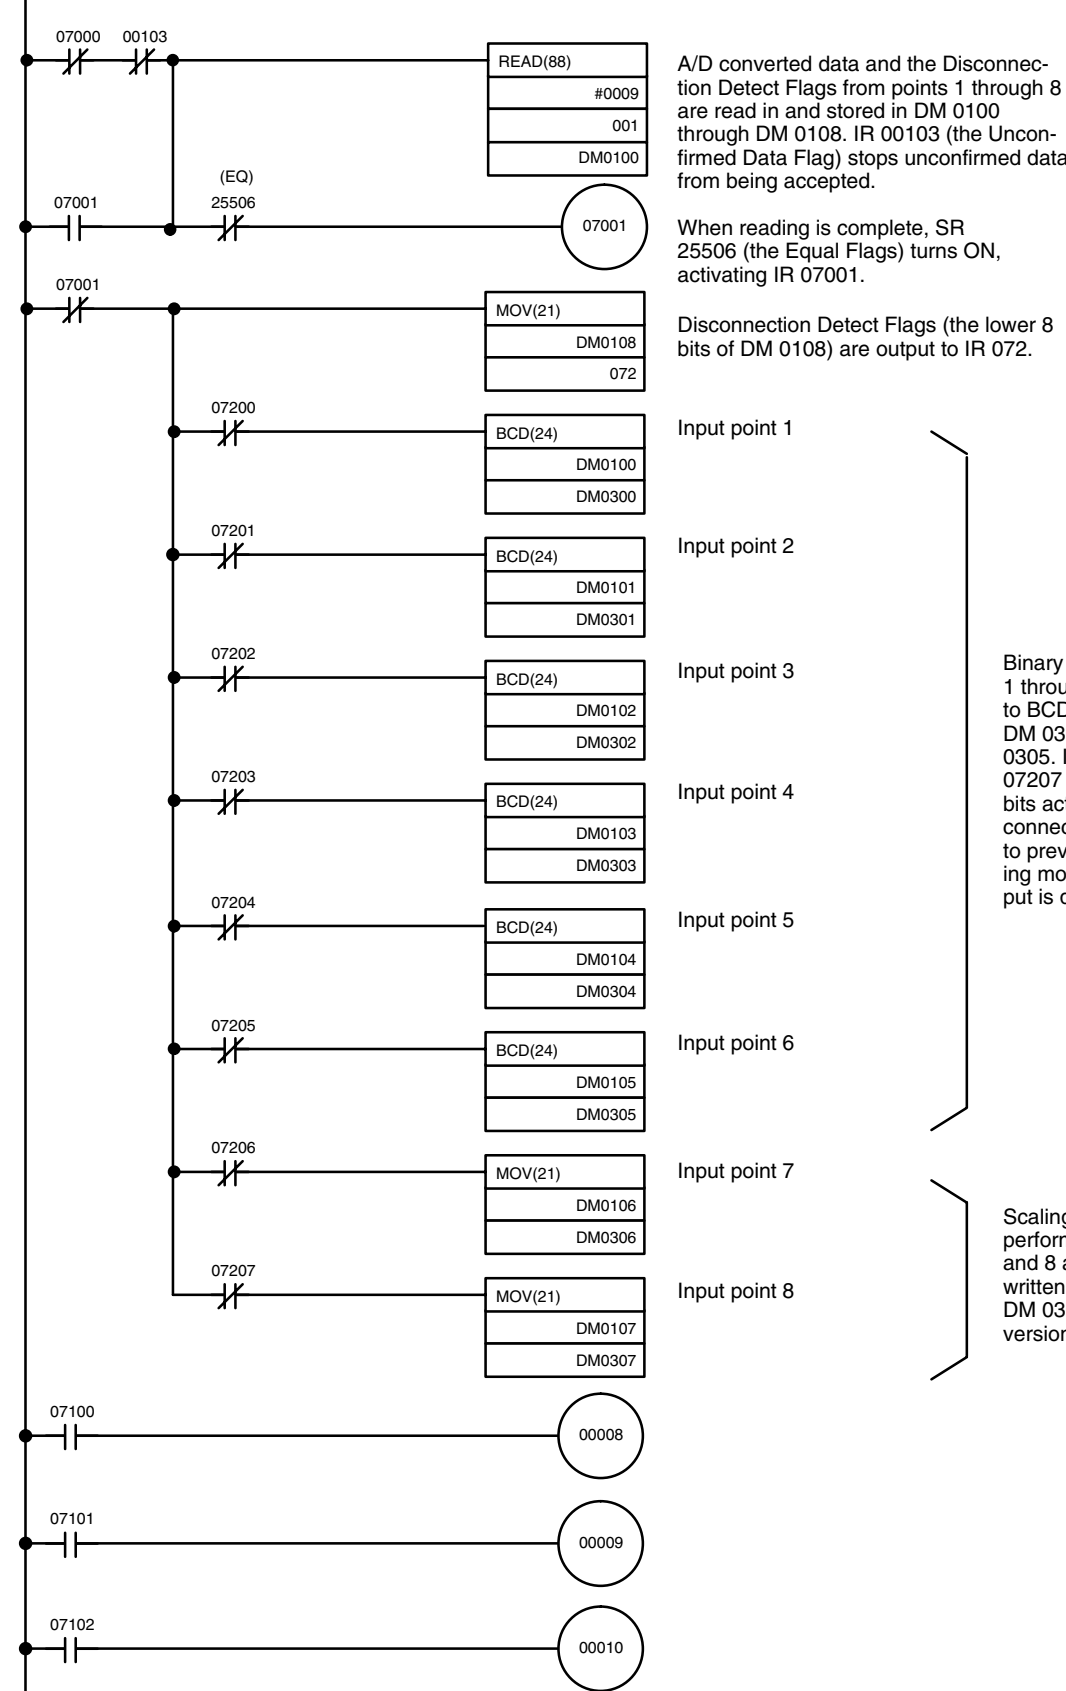 07000 00103
READ(88)
#0009
001
DM0100
A/D converted data and the Disconnec-
tion Detect Flags from points 1 through 8
are read in and stored in DM 0100
through DM 0108. IR 00103 (the Uncon-
firmed Data Flag) stops unconfirmed data
from being accepted.
(EQ)
07001 25506
07001
When reading is complete, SR
25506 (the Equal Flags) turns ON,
activating IR 07001.
07001
MOV(21)
DM0108
072
Disconnection Detect Flags (the lower 8
bits of DM 0108) are output to IR 072.
07200
BCD(24)
DM0100
DM0300
Input point 1
07201
BCD(24)
DM0101
DM0301
Input point 2
07202
BCD(24)
DM0102
DM0302
Input point 3
Binary
1 throu
to BCD
DM 03
0305. I
07207
bits act
connec
to prev
ing mo
put is
07203
BCD(24)
DM0103
DM0303
Input point 4
07204
BCD(24)
DM0104
DM0304
Input point 5
07205
BCD(24)
DM0105
DM0305
Input point 6
07206
MOV(21)
DM0106
DM0306
Input point 7
Scaling
perform
and 8
written
DM 03
version
07207
MOV(21)
DM0107
DM0307
Input point 8
07100
00008
07101
00009
07102
00010